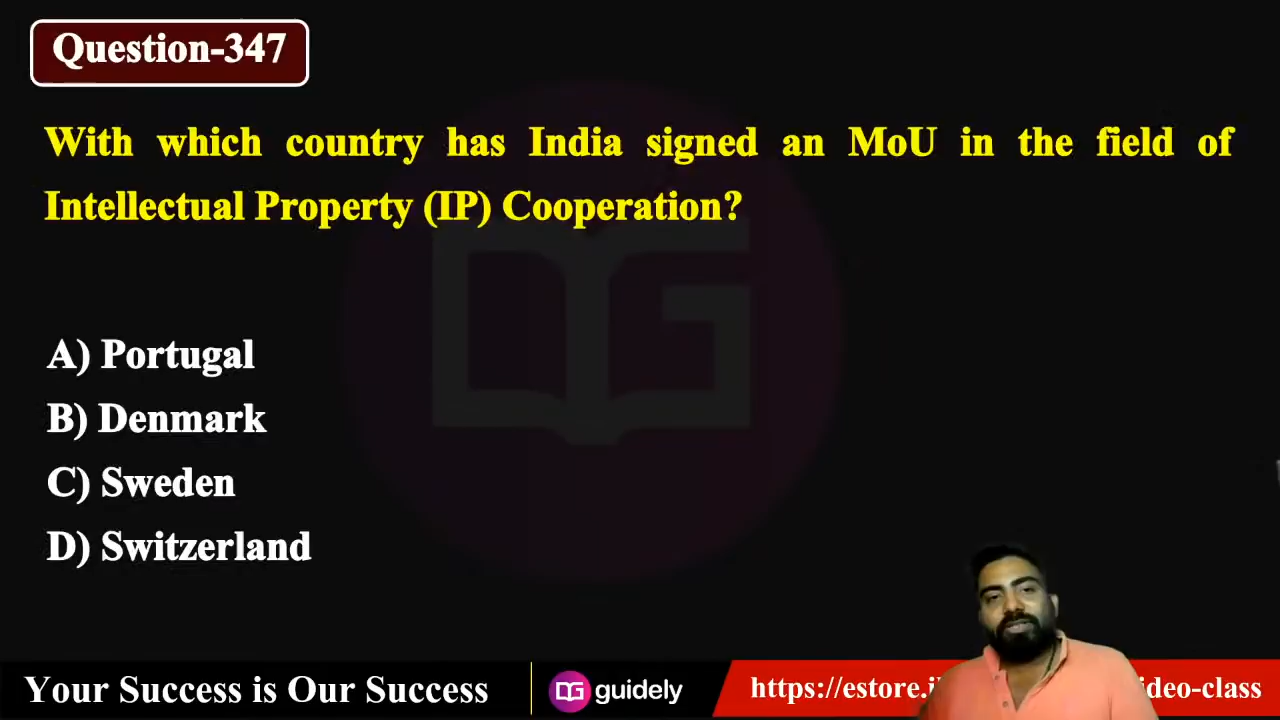 Question-347
With which country has India signed an MoU in the field of
Intellectual Property (IP) Cooperation?
A) Portugal
B) Denmark
C) Sweden
D) Switzerland
Your Success is Our Success
guidely
https://estore.i ideo-class